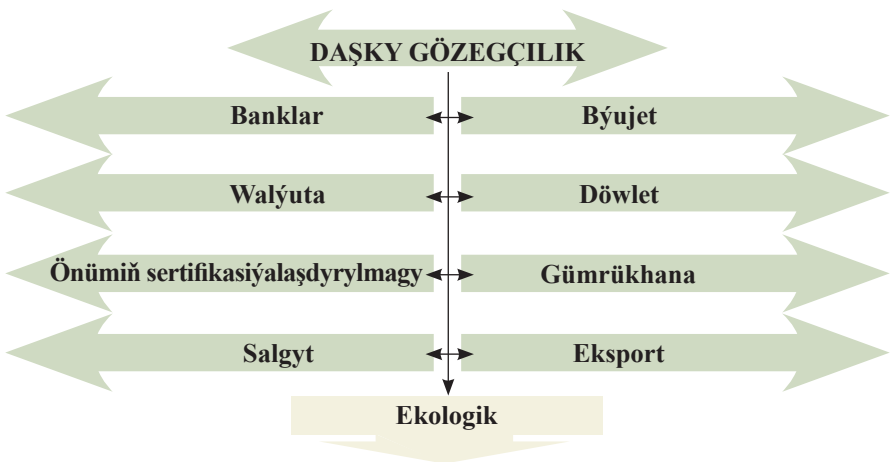 DAŞKY GÖZEGÇILIK
Banklar
Býujet
Walýuta
Döwlet
Önümiň sertifikasiýalaşdyrylmagy
Gümrükhana
Salgyt
Eksport
Ekologik